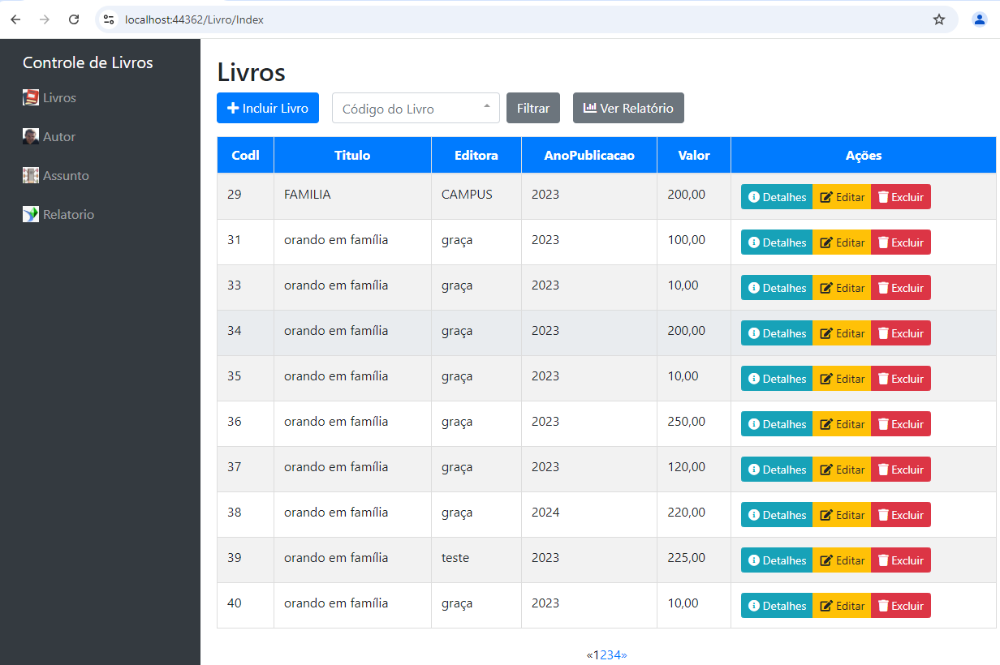 localhost:44362/Livro/Index
Controle de Livros
Livros
Autor
Assunto
Relatorio
Livros
Incluir Livro Código do Livro Filtrar Ver Relatório
Codl Titulo Editora AnoPublicacao Valor Ações
29 FAMILIA CAMPUS 2023 200,00 Detalhes Editar Excluir
31 orando em família graça 2023 100,00 Detalhes Editar Excluir
33 orando em família graça 2023 10,00 Detalhes Editar Excluir
34 orando em família graça 2023 200,00 Detalhes Editar Excluir
35 orando em família graça 2023 10,00 Detalhes Editar Excluir
36 orando em família graça 2023 250,00 Detalhes Editar Excluir
37 orando em família graça 2023 120,00 Detalhes Editar Excluir
38 orando em família graça 2024 220,00 Detalhes Editar Excluir
39 orando em família teste 2023 225,00 Detalhes Editar Excluir
40 orando em família graça 2023 10,00 Detalhes Editar Excluir
«1234»